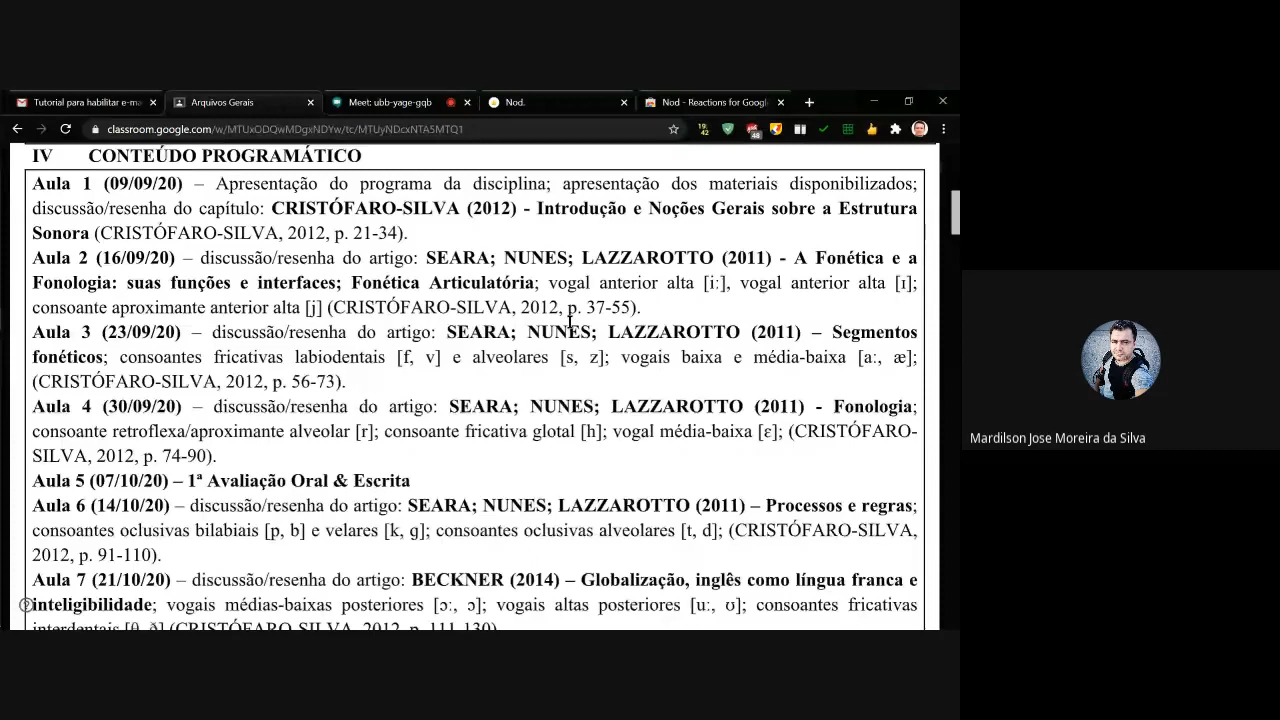 Tutorial para habilitar e-ma
Arquivos Gerais
Meet: ubb-yage-gqb
Nod.
Nod - Reactions for Google
classroom.google.com/w/MTUxODQwMDgxNDYw/tc/MTUyNDcxNTA5MTQ1
IV CONTEÚDO PROGRAMÁTICO
Aula 1 (09/09/20) – Apresentação do programa da disciplina; apresentação dos materiais disponibilizados;
discussão/resenha do capítulo: CRISTÓFARO-SILVA (2012) - Introdução e Noções Gerais sobre a Estrutura
Sonora (CRISTÓFARO-SILVA, 2012, p. 21-34).
Aula 2 (16/09/20) – discussão/resenha do artigo: SEARA; NUNES; LAZZAROTTO (2011) - A Fonética e a
Fonologia: suas funções e interfaces; Fonética Articulatória; vogal anterior alta [i:], vogal anterior alta [ɪ];
consoante aproximante anterior alta [j] (CRISTÓFARO-SILVA, 2012, p. 37-55).
Aula 3 (23/09/20) – discussão/resenha do artigo: SEARA; NUNES; LAZZAROTTO (2011) – Segmentos
fonéticos; consoantes fricativas labiodentais [f, v] e alveolares [s, z]; vogais baixa e média-baixa [a:, æ];
(CRISTÓFARO-SILVA, 2012, p. 56-73).
Aula 4 (30/09/20) – discussão/resenha do artigo: SEARA; NUNES; LAZZAROTTO (2011) - Fonologia;
consoante retroflexa/aproximante alveolar [r]; consoante fricativa glotal [h]; vogal média-baixa [ɛ]; (CRISTÓFARO-
SILVA, 2012, p. 74-90).
Aula 5 (07/10/20) – 1ª Avaliação Oral & Escrita
Aula 6 (14/10/20) – discussão/resenha do artigo: SEARA; NUNES; LAZZAROTTO (2011) – Processos e regras;
consoantes oclusivas bilabiais [p, b] e velares [k, ɡ]; consoantes oclusivas alveolares [t, d]; (CRISTÓFARO-SILVA,
2012, p. 91-110).
Aula 7 (21/10/20) – discussão/resenha do artigo: BECKNER (2014) – Globalização, inglês como língua franca e
inteligibilidade; vogais médias-baixas posteriores [ɔ:, ɔ]; vogais altas posteriores [u:, ʊ]; consoantes fricativas
interdentais [θ, ð] (CRISTÓFARO-SILVA, 2012, p. 111-130).
Mardilson Jose Moreira da Silva